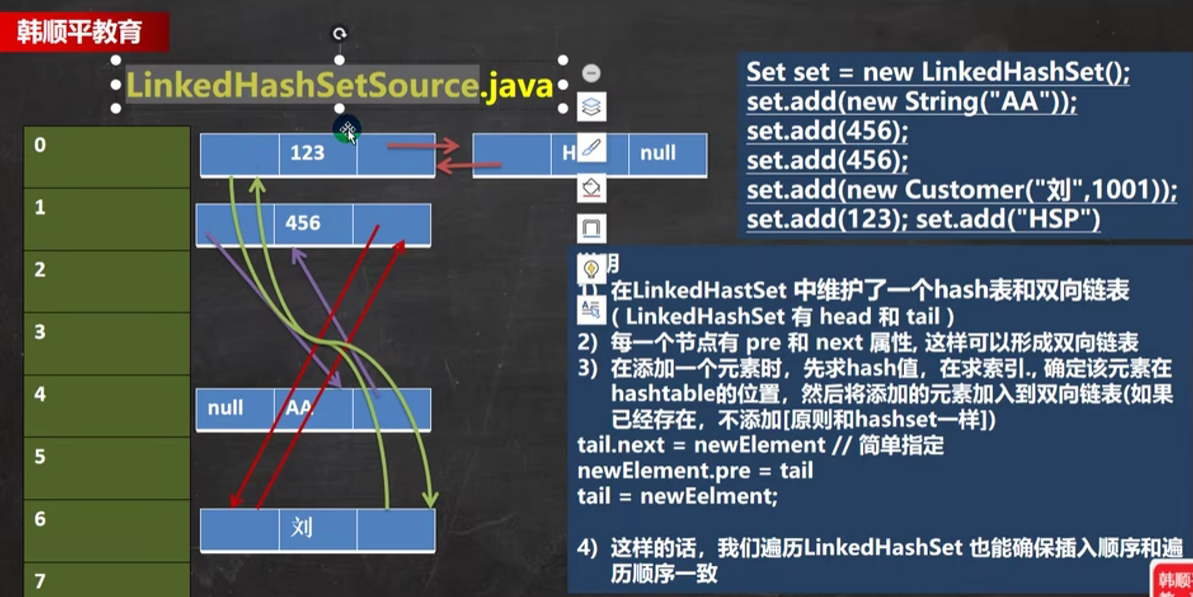 韩顺平教育
LinkedHashSetSource.java
Set set = new LinkedHashSet();
set.add(new String("AA"));
set.add(456);
set.add(456);
set.add(new Customer("刘",1001));
set.add(123); set.add("HSP")
0
123
H
null
1
456
2
3
4
null
AA
5
6
刘
7
明
1) 在LinkedHastSet 中维护了一个hash表和双向链表
( LinkedHashSet 有 head 和 tail )
2) 每一个节点有 pre 和 next 属性, 这样可以形成双向链表
3) 在添加一个元素时，先求hash值，在求索引., 确定该元素在
hashtable的位置，然后将添加的元素加入到双向链表(如果
已经存在，不添加[原则和hashset一样])
tail.next = newElement // 简单指定
newElement.pre = tail
tail = newEelment;
4) 这样的话，我们遍历LinkedHashSet 也能确保插入顺序和遍
历顺序一致
韩顺